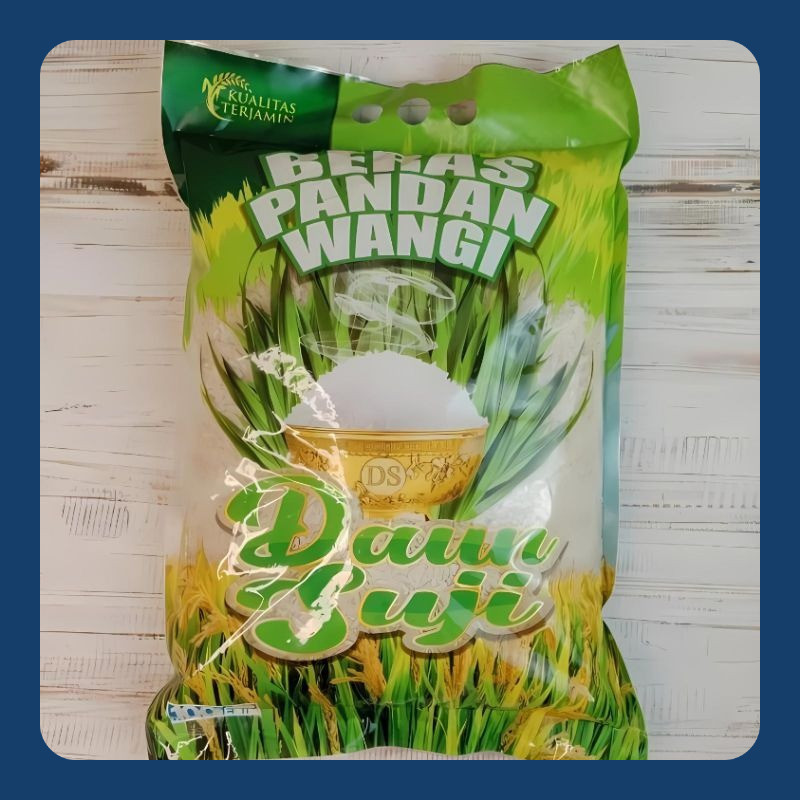 KUALITAS
TERJAMIN
BERAS
PANDAN
WANGI
DS
Daun
Suji